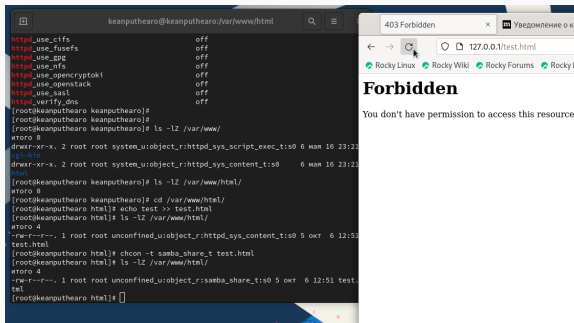 keanputhearo@keanputhearo:/var/www/html
httpd_use_cifs off
httpd_use_fusefs off
httpd_use_gpg off
httpd_use_nfs off
httpd_use_opencryptoki off
httpd_use_openstack off
httpd_use_sasl off
httpd_verify_dns off
[root@keanputhearo keanputhearo]#
[root@keanputhearo keanputhearo]#
[root@keanputhearo keanputhearo]# ls -lZ /var/www/
итого 0
drwxr-xr-x. 2 root root system_u:object_r:httpd_sys_script_exec_t:s0 6 мая 16 23:21
cgi-bin
drwxr-xr-x. 2 root root system_u:object_r:httpd_sys_content_t:s0 6 мая 16 23:21
html
[root@keanputhearo keanputhearo]# ls -lZ /var/www/html/
итого 0
[root@keanputhearo keanputhearo]# cd /var/www/html/
[root@keanputhearo html]# echo test >> test.html
[root@keanputhearo html]# ls -lZ /var/www/html/
итого 4
-rw-r--r--. 1 root root unconfined_u:object_r:httpd_sys_content_t:s0 5 окт 6 12:51
test.html
[root@keanputhearo html]# chcon -t samba_share_t test.html
[root@keanputhearo html]# ls -lZ /var/www/html/
итого 4
-rw-r--r--. 1 root root unconfined_u:object_r:samba_share_t:s0 5 окт 6 12:51 test.
tml
[root@keanputhearo html]#
403 Forbidden
Уведомление о к
127.0.0.1/test.html
Rocky Linux Rocky Wiki Rocky Forums Rocky
Forbidden
You don't have permission to access this resource